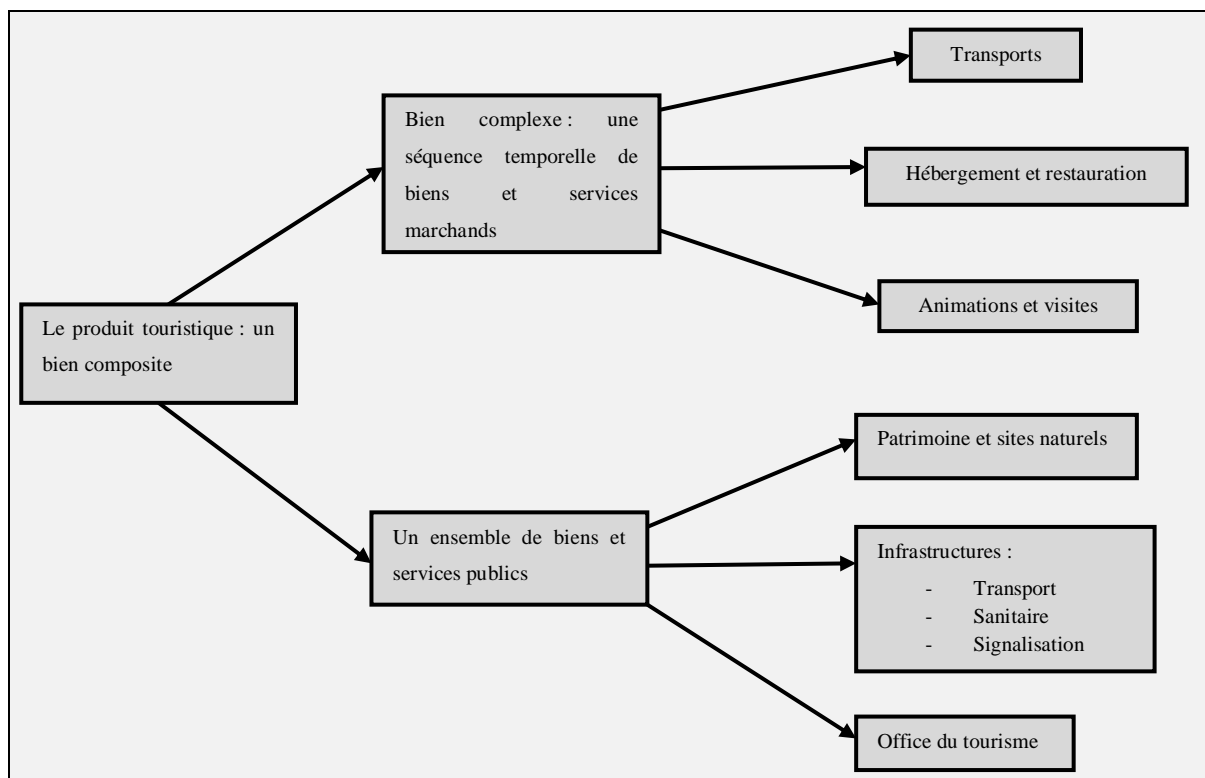 Transports
Bien complexe : une
séquence temporelle de
biens et services
marchands
Hébergement et restauration
Animations et visites
Le produit touristique : un
bien composite
Patrimoine et sites naturels
Un ensemble de biens et
services publics
Infrastructures :
- Transport
- Sanitaire
- Signalisation
Office du tourisme